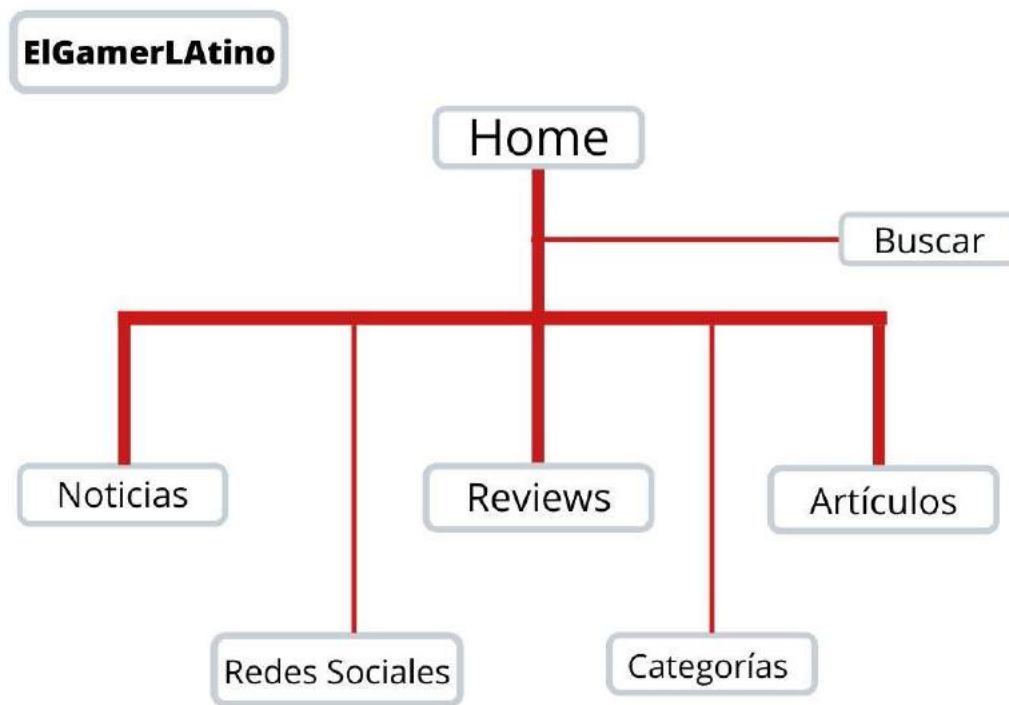 ElGamerLAtino
Home
Buscar
Noticias
Reviews
Artículos
Redes Sociales
Categorías